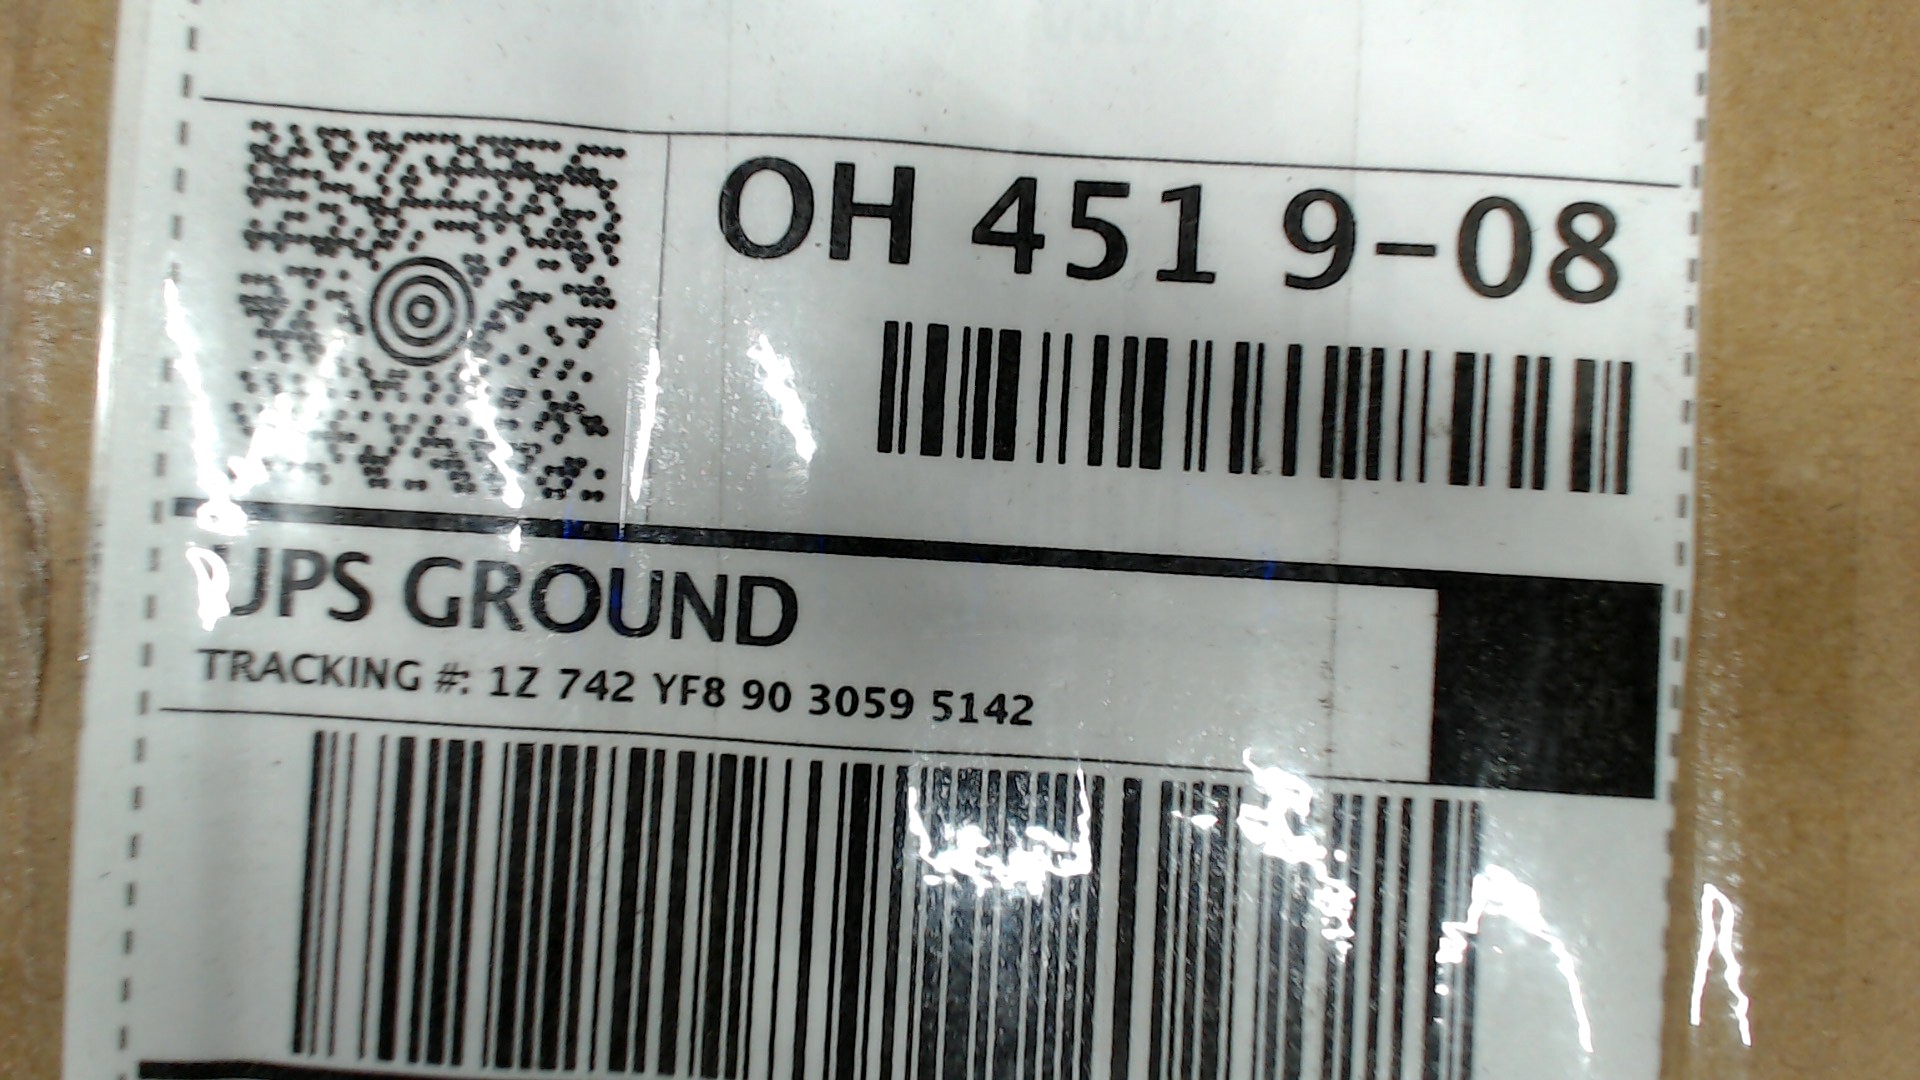 OH 451 9-08
UPS GROUND
TRACKING #: 1Z 742 YF8 90 3059 5142